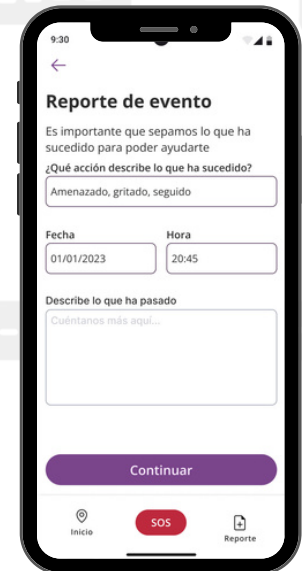 9:30
Reporte de evento
Es importante que sepamos lo que ha
sucedido para poder ayudarte
¿Qué acción describe lo que ha sucedido?
Amenazado, gritado, seguido
Fecha Hora
01/01/2023 20:45
Describe lo que ha pasado
Cuéntanos más aquí...
Continuar
Inicio SOS Reporte